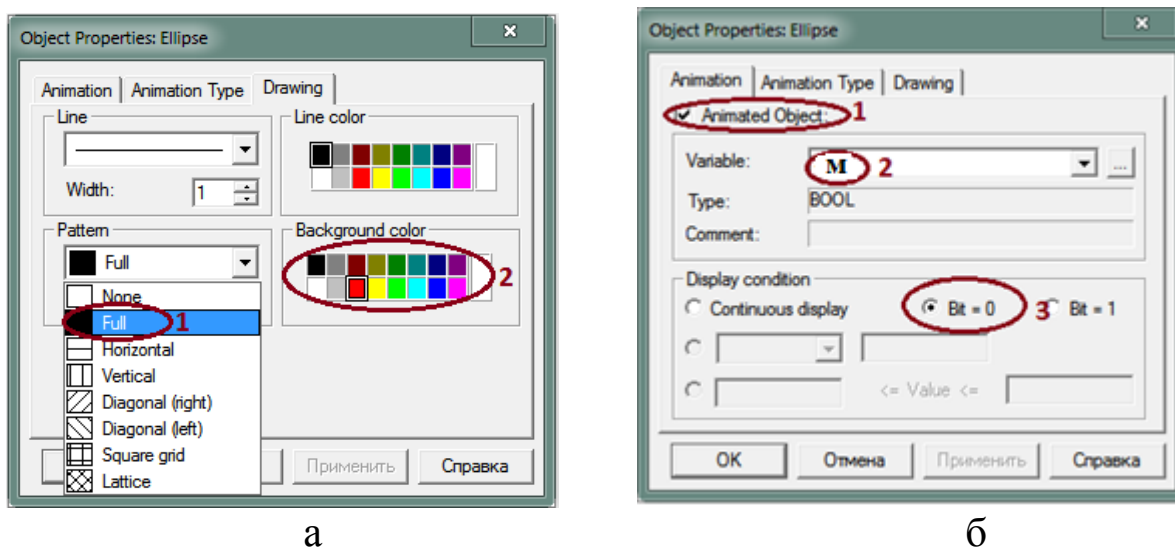 Object Properties: Ellipse
Animation Animation Type Drawing
Line
Width: 1
Line color
Pattern
Full
None
Full 1
Horizontal
Vertical
Diagonal (right)
Diagonal (left)
Square grid
Lattice
Background color
2
Применить Справка
а
Object Properties: Ellipse
Animation Animation Type Drawing
Animated Object: 1
Variable: M 2 ...
Type: BOOL
Comment:
Display condition
Continuous display Bit = 0 3 Bit = 1
<= Value <=
OK Отмена Применить Справка
б